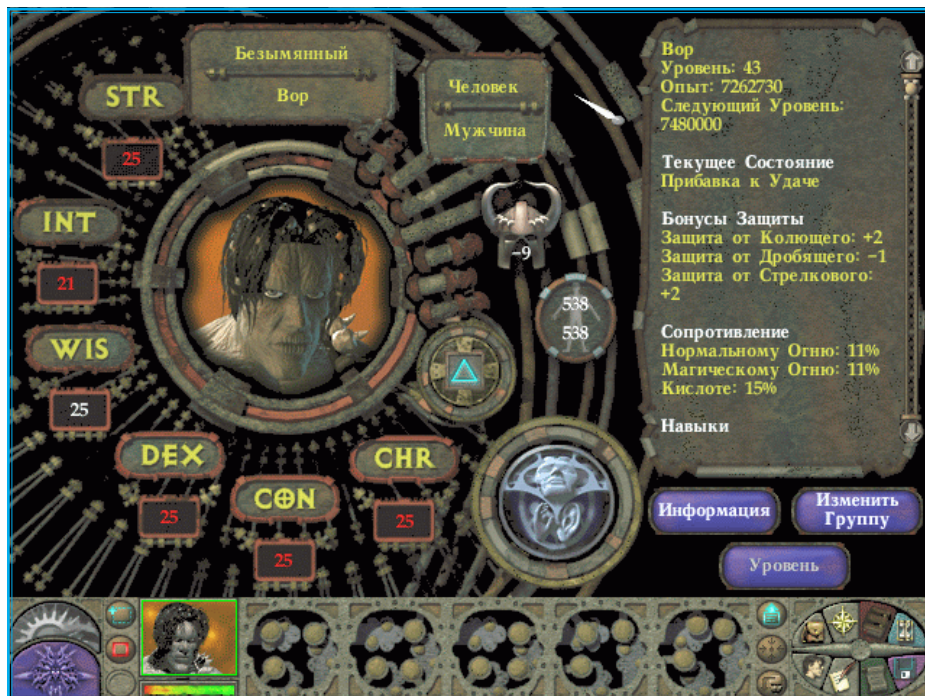 Безымянный
Вор
Человек
Мужчина
STR
25
INT
21
WIS
25
DEX
25
CON
25
CHR
25
-9
538
538
Вор
Уровень: 43
Опыт: 7262730
Следующий Уровень:
7480000
Текущее Состояние
Прибавка к Удаче
Бонусы Защиты
Защита от Колющего: +2
Защита от Дробящего: -1
Защита от Стрелкового:
+2
Сопротивление
Нормальному Огню: 11%
Магическому Огню: 11%
Кислоте: 15%
Навыки
Информация
Изменить
Группу
Уровень